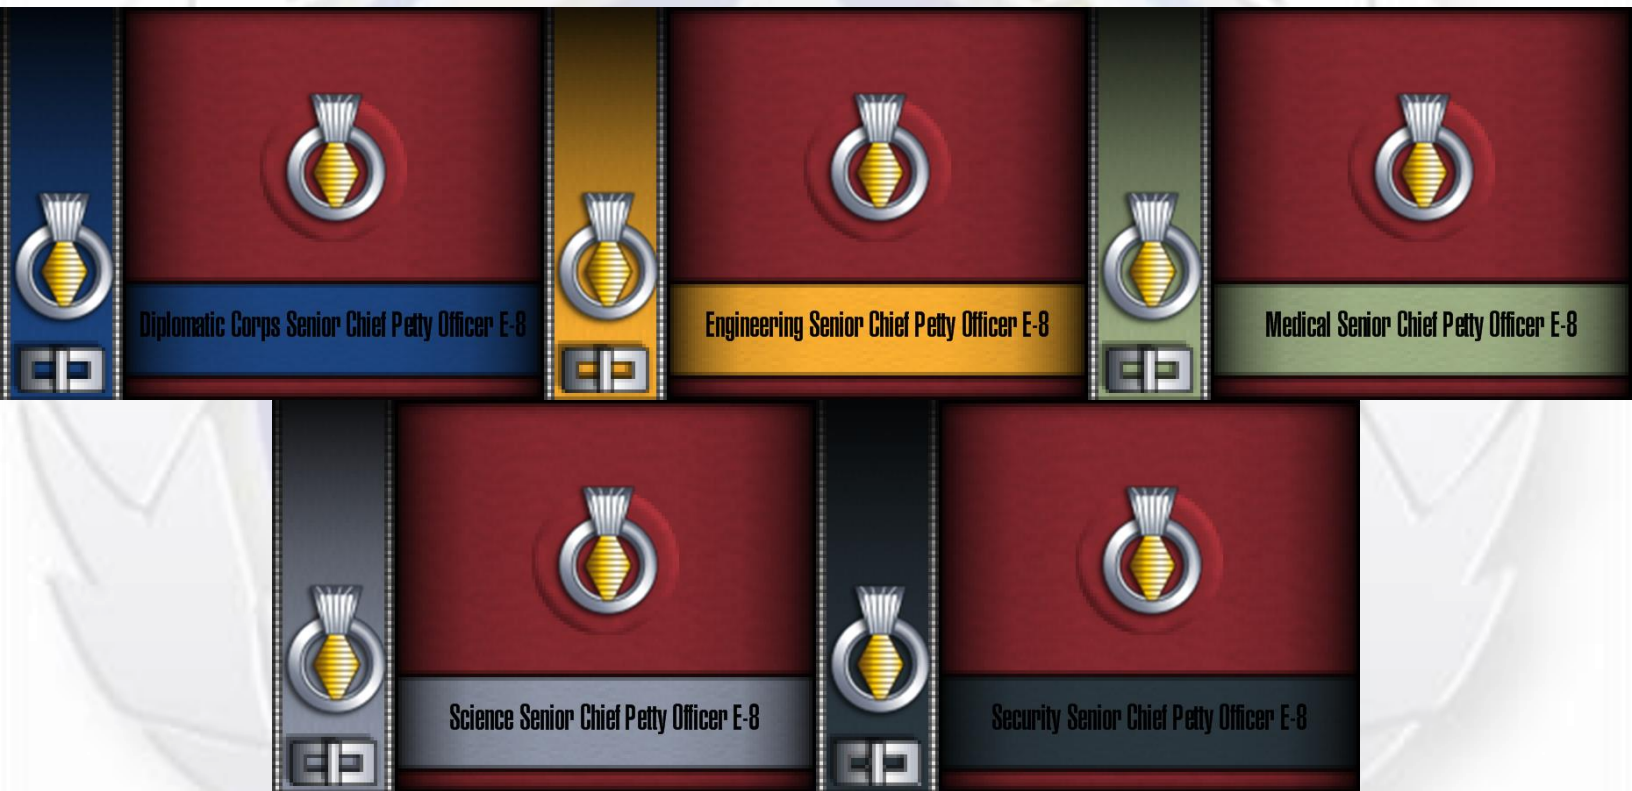 Diplomatic Corps Senior Chief Petty Officer E-8
Engineering Senior Chief Petty Officer E-8
Medical Senior Chief Petty Officer E-8
Science Senior Chief Petty Officer E-8
Security Senior Chief Petty Officer E-8